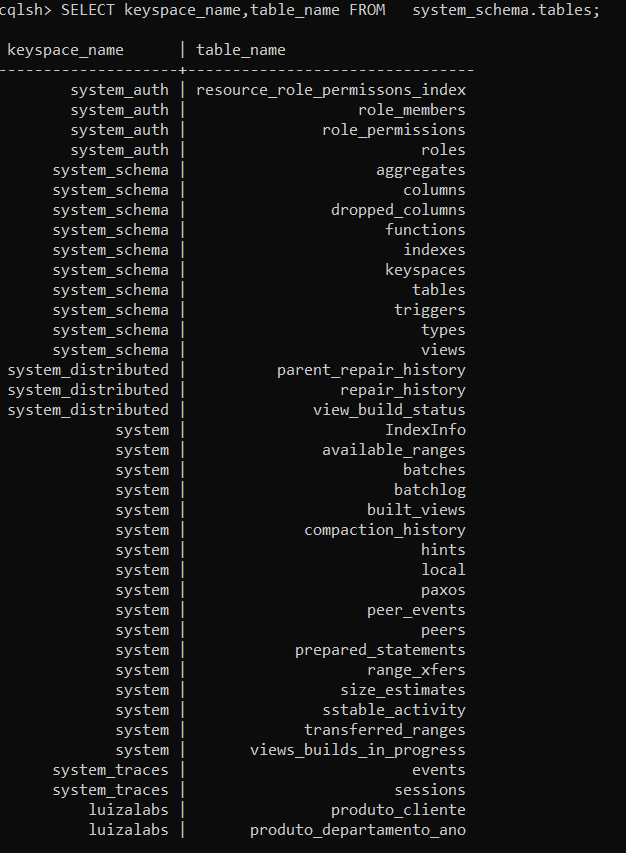 cqlsh> SELECT keyspace_name,table_name FROM   system_schema.tables;
keyspace_name      | table_name
--------------------+--------------------------------
system_auth | resource_role_permissons_index
system_auth | role_members
system_auth | role_permissions
system_auth | roles
system_schema | aggregates
system_schema | columns
system_schema | dropped_columns
system_schema | functions
system_schema | indexes
system_schema | keyspaces
system_schema | tables
system_schema | triggers
system_schema | types
system_schema | views
system_distributed | parent_repair_history
system_distributed | repair_history
system_distributed | view_build_status
system | IndexInfo
system | available_ranges
system | batches
system | batchlog
system | built_views
system | compaction_history
system | hints
system | local
system | paxos
system | peer_events
system | peers
system | prepared_statements
system | range_xfers
system | size_estimates
system | sstable_activity
system | transferred_ranges
system | views_builds_in_progress
system_traces | events
system_traces | sessions
luizalabs | produto_cliente
luizalabs | produto_departamento_ano